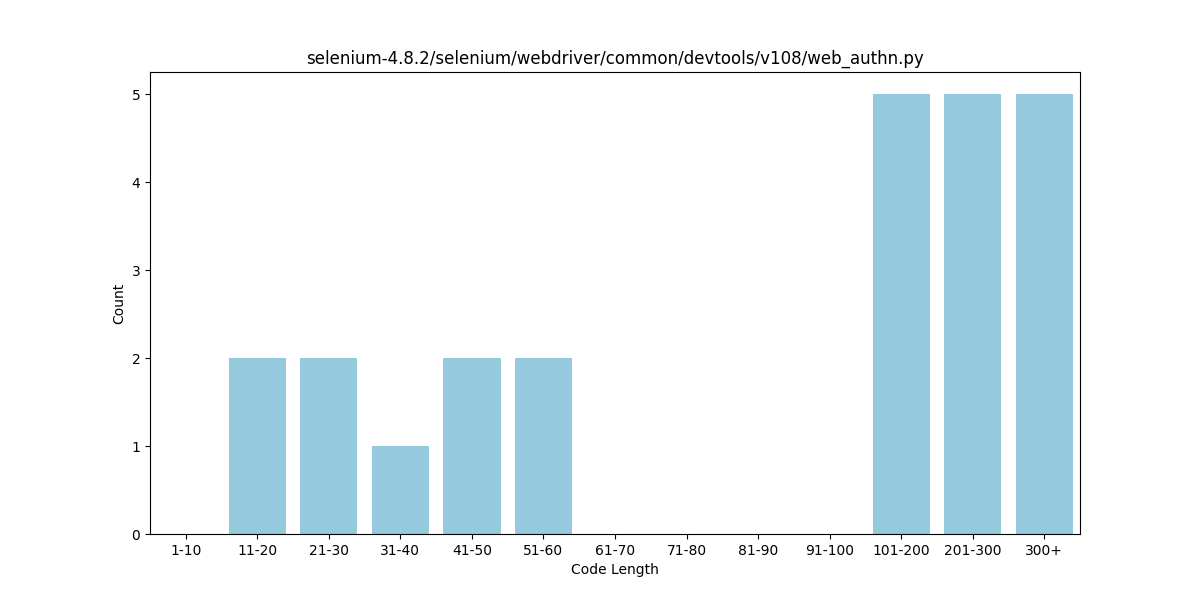 selenium-4.8.2/selenium/webdriver/common/devtools/v108/web_authn.py
5
4
3
2
1
0
Count
1-10 11-20 21-30 31-40 41-50 51-60 61-70 71-80 81-90 91-100 101-200 201-300 300+
Code Length